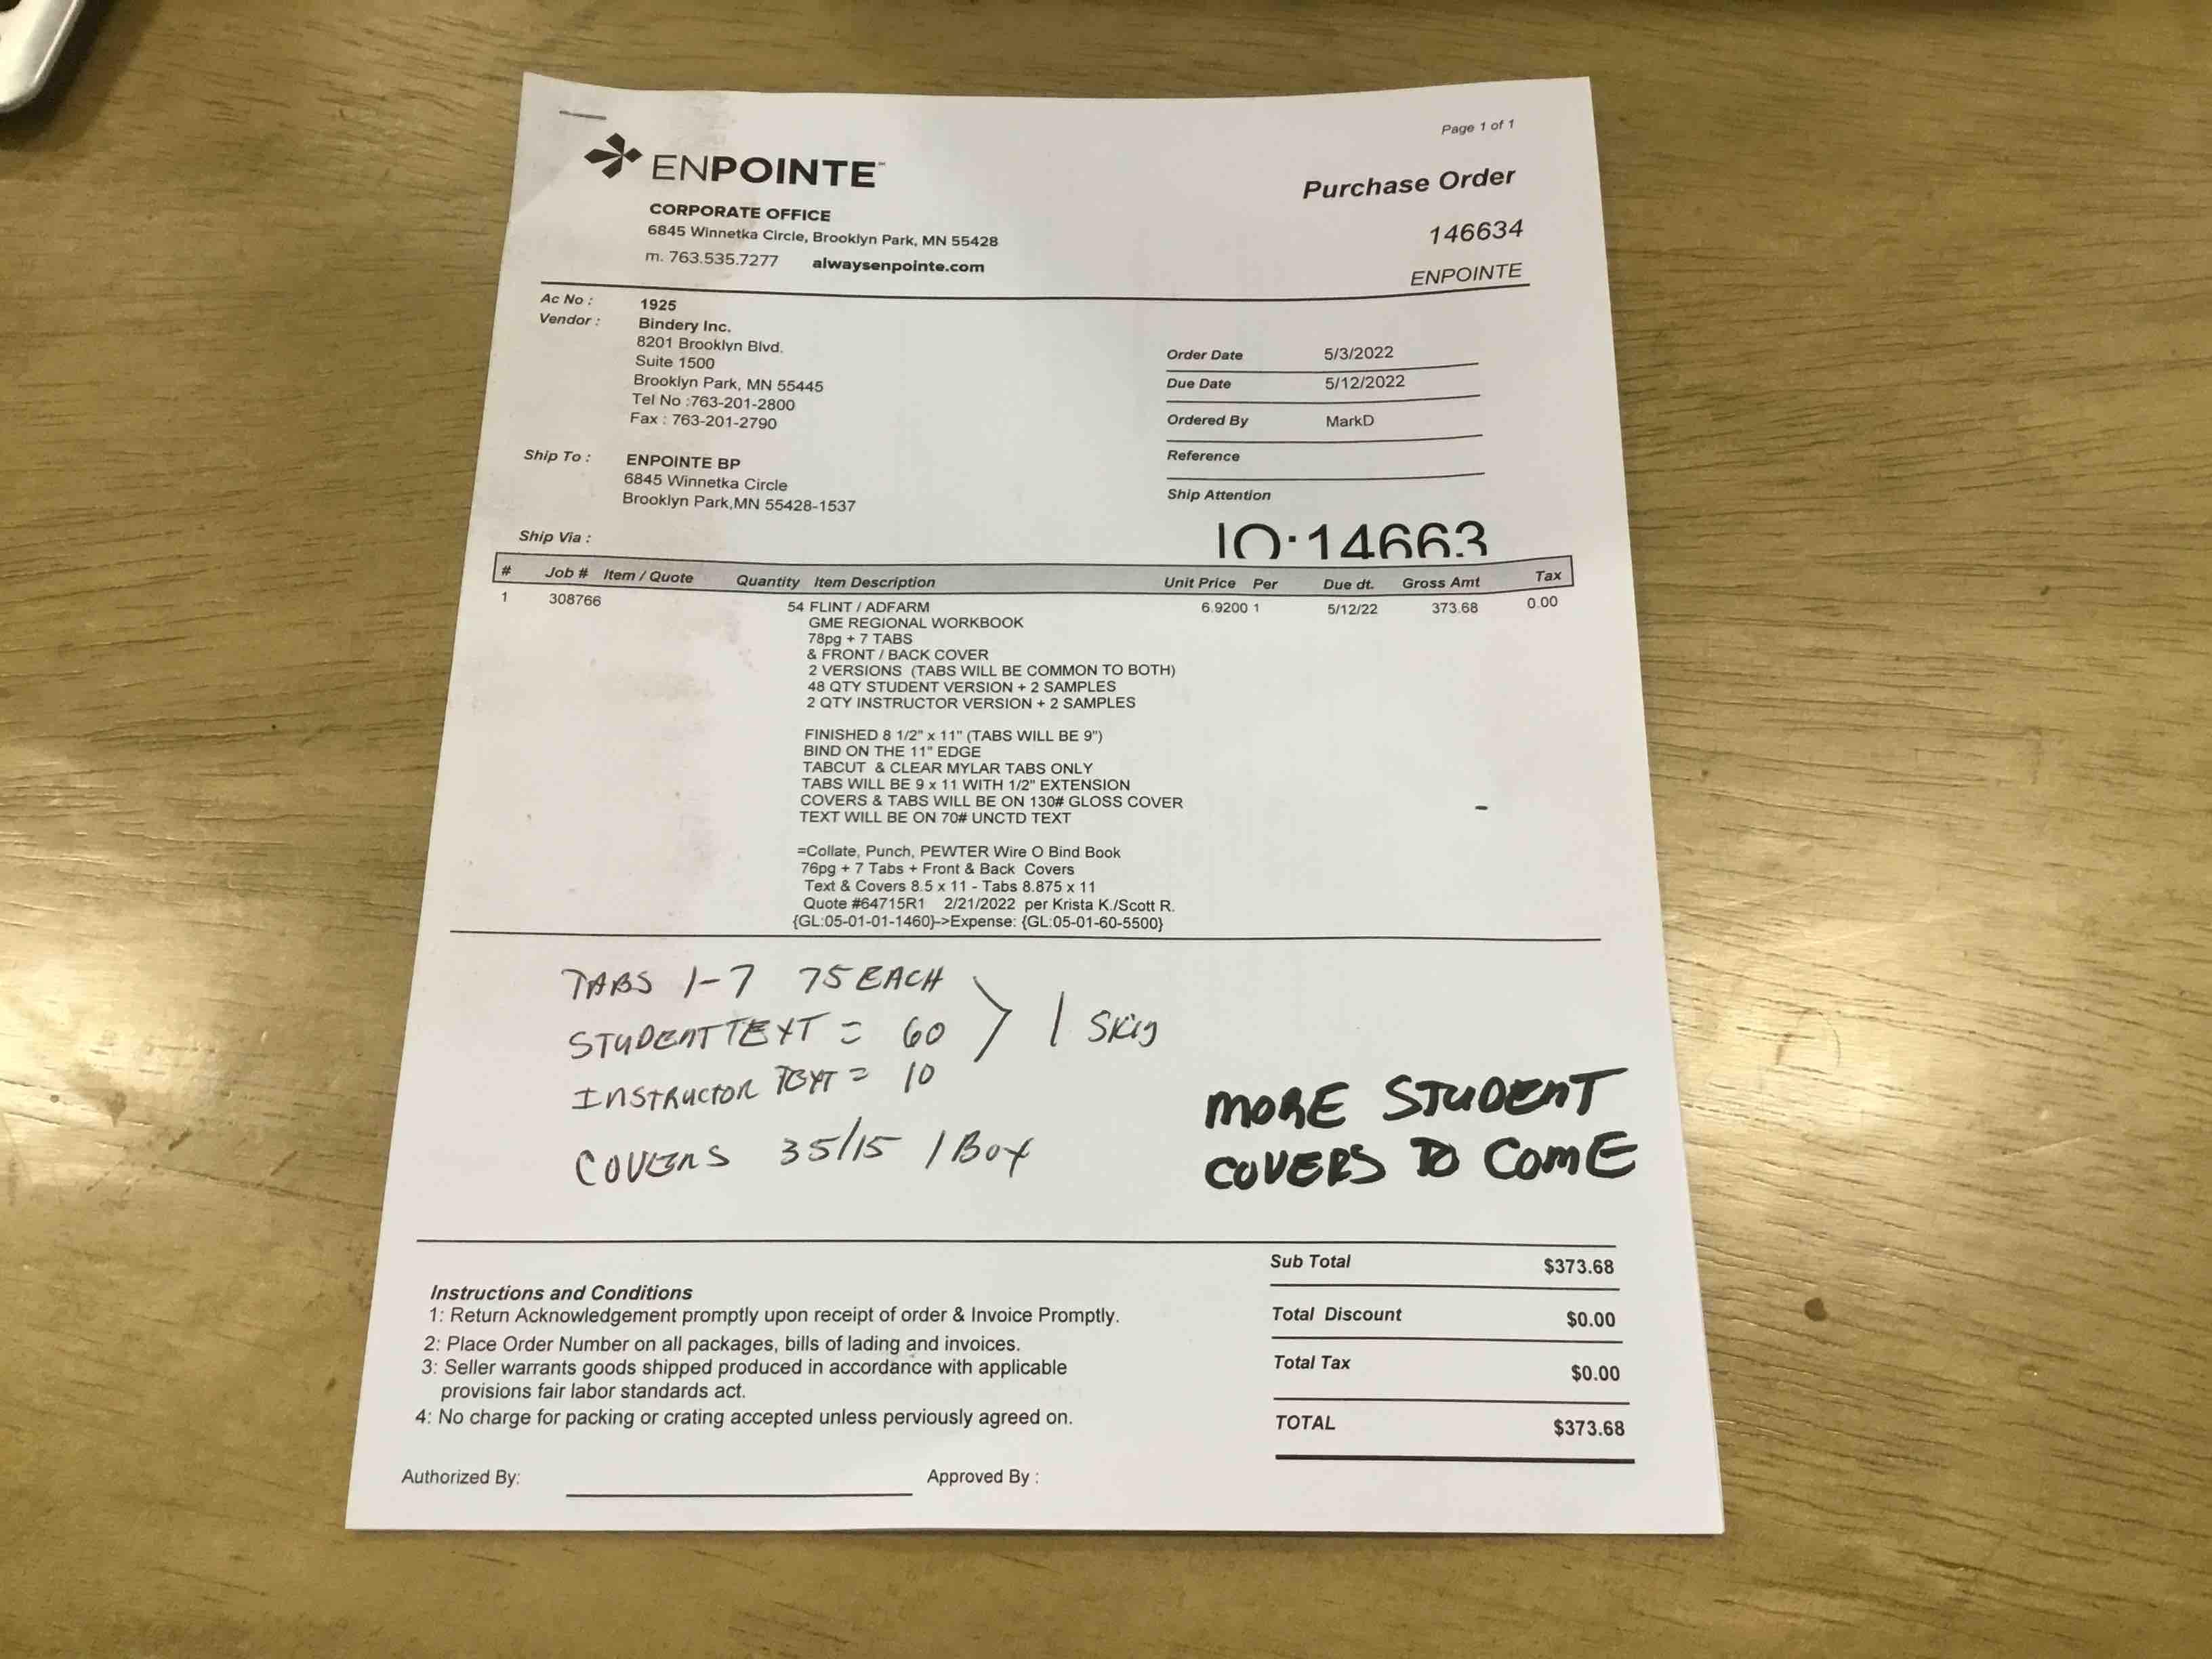 Page 1 of 1
ENPOINTE
Purchase Order
CORPORATE OFFICE
6845 Winnetka Circle, Brooklyn Park, MN 55428
146634
m. 763.535.7277 alwaysenpointe.com
ENPOINTE
Ac No : 1925
Vendor : Bindery Inc.
8201 Brooklyn Blvd.
Suite 1500
Brooklyn Park, MN 55445
Tel No :763-201-2800
Fax : 763-201-2790
Order Date 5/3/2022
Due Date 5/12/2022
Ordered By MarkD
Reference
Ship Attention
Ship To : ENPOINTE BP
6845 Winnetka Circle
Brooklyn Park,MN 55428-1537
Ship Via :
14663
# Job # Item / Quote Quantity Item Description Unit Price Per Due dt. Gross Amt Tax
1 308766 54 FLINT / ADFARM 6.9200 1 5/12/22 373.68 0.00
GME REGIONAL WORKBOOK
78pg + 7 TABS
& FRONT / BACK COVER
2 VERSIONS (TABS WILL BE COMMON TO BOTH)
48 QTY STUDENT VERSION + 2 SAMPLES
2 QTY INSTRUCTOR VERSION + 2 SAMPLES
FINISHED 8 1/2" x 11" (TABS WILL BE 9")
BIND ON THE 11" EDGE
TABCUT & CLEAR MYLAR TABS ONLY
TABS WILL BE 9 x 11 WITH 1/2" EXTENSION
COVERS & TABS WILL BE ON 130# GLOSS COVER
TEXT WILL BE ON 70# UNCTD TEXT
=Collate, Punch, PEWTER Wire O Bind Book
76pg + 7 Tabs + Front & Back Covers
Text & Covers 8.5 x 11 - Tabs 8.875 x 11
Quote #64715R1 2/21/2022 per Krista K./Scott R.
{GL:05-01-01-1460}->Expense: {GL:05-01-60-5500}
TABS 1-7 75 EACH
STUDENT TEXT = 60
1 SKID
INSTRUCTOR TEXT = 10
COVERS 35/15 1 BOX
MORE STUDENT
COVERS TO COME
Sub Total $373.68
Total Discount $0.00
Total Tax $0.00
TOTAL $373.68
Instructions and Conditions
1: Return Acknowledgement promptly upon receipt of order & Invoice Promptly.
2: Place Order Number on all packages, bills of lading and invoices.
3: Seller warrants goods shipped produced in accordance with applicable
provisions fair labor standards act.
4: No charge for packing or crating accepted unless perviously agreed on.
Authorized By: Approved By :